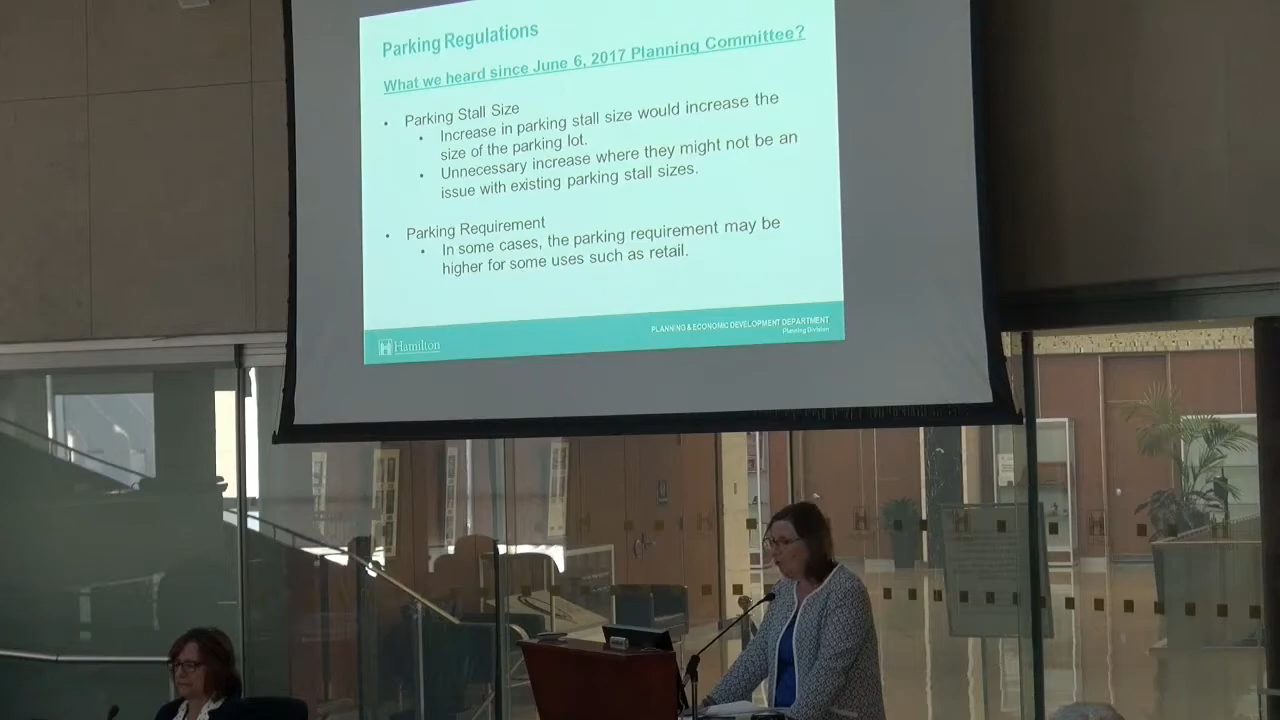 Parking Regulations
What we heard since June 6, 2017 Planning Committee?
• Parking Stall Size
• Increase in parking stall size would increase the
size of the parking lot.
• Unnecessary increase where they might not be an
issue with existing parking stall sizes.
• Parking Requirement
• In some cases, the parking requirement may be
higher for some uses such as retail.
PLANNING & ECONOMIC DEVELOPMENT DEPARTMENT
Planning Division
Hamilton